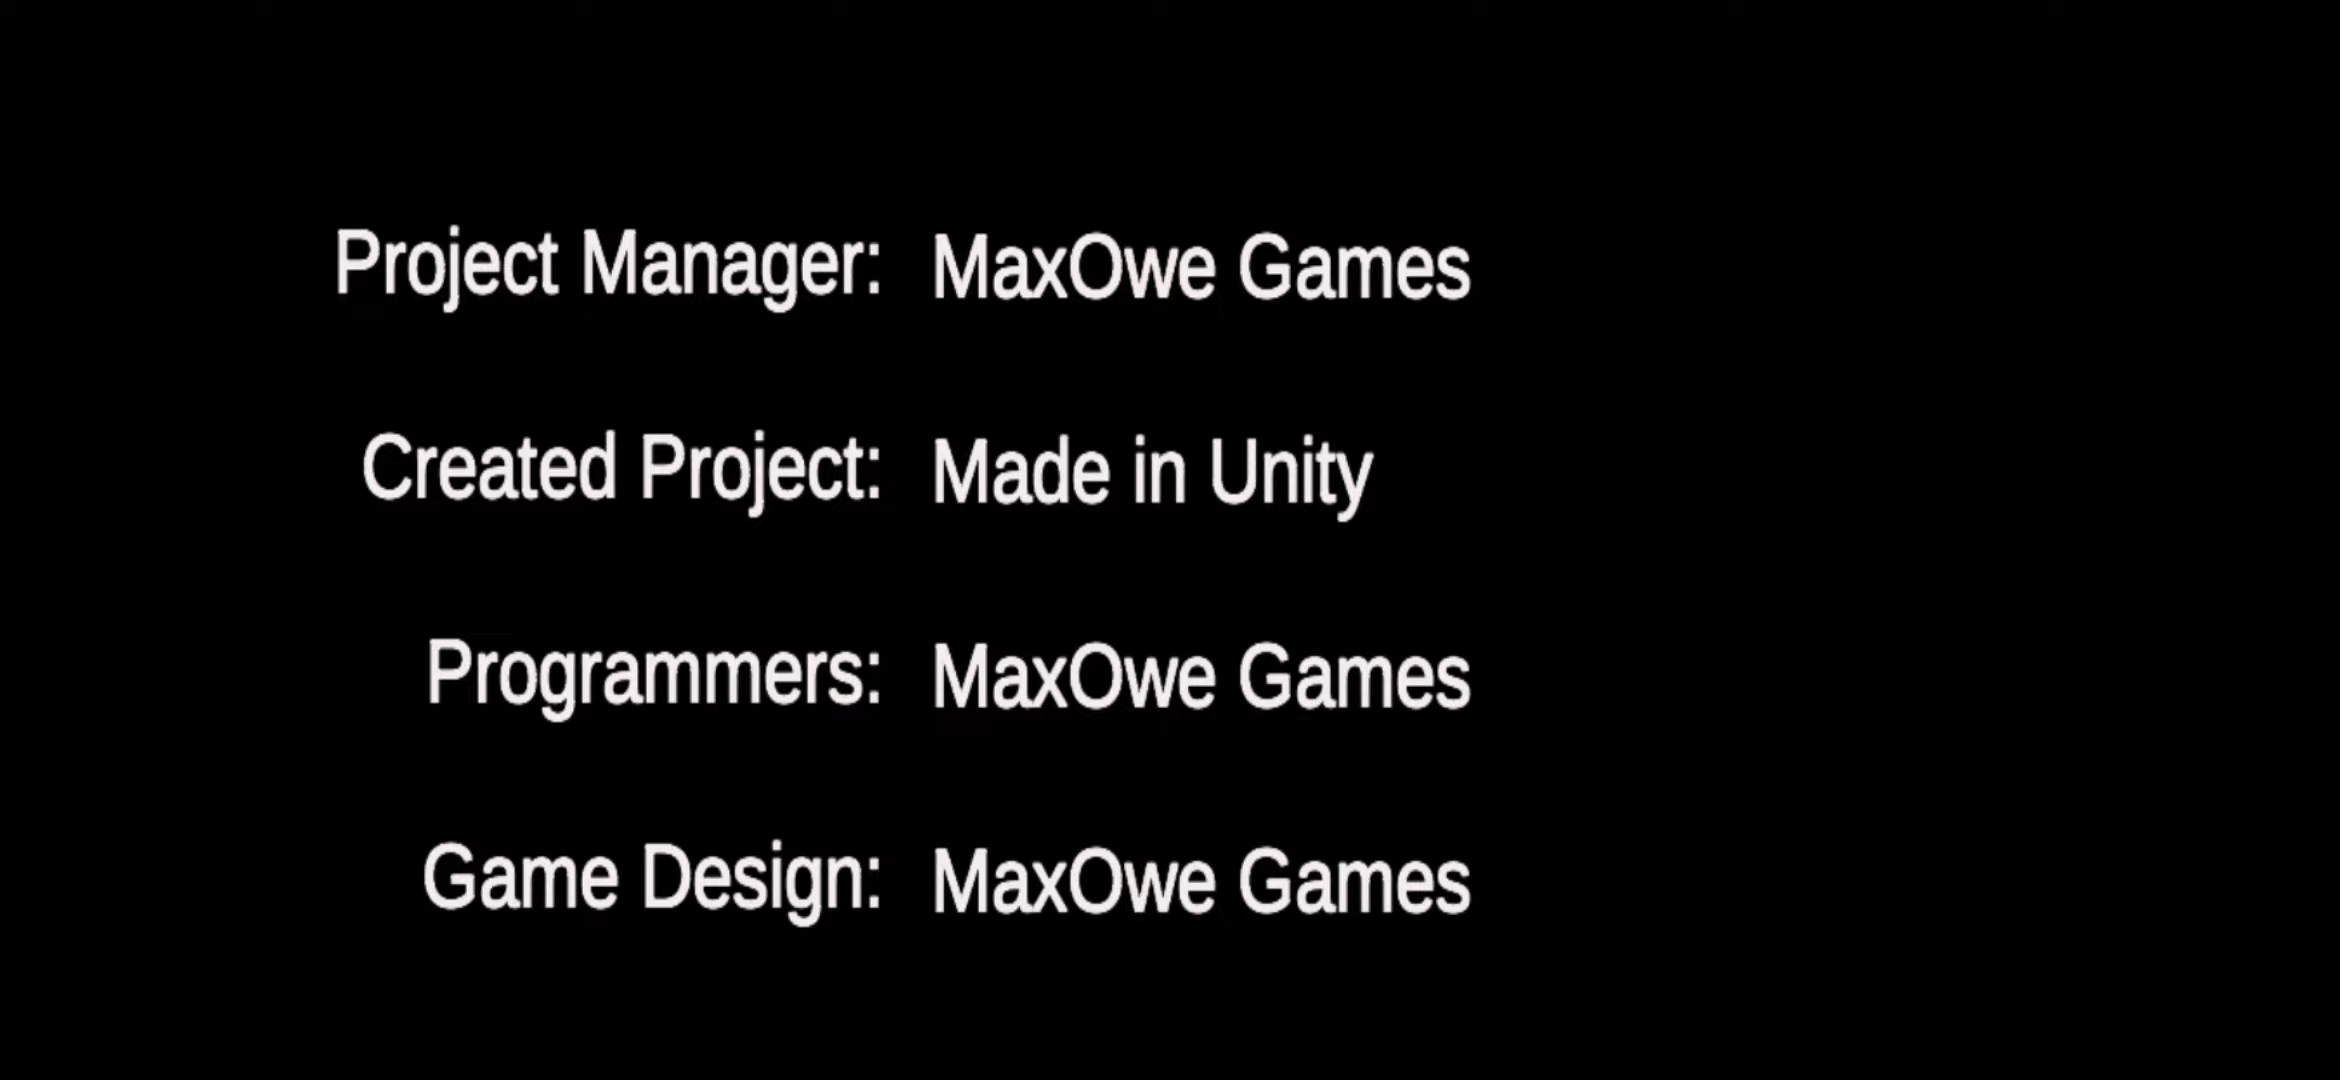 Project Manager: MaxOwe Games
Created Project: Made in Unity
Programmers: MaxOwe Games
Game Design: MaxOwe Games